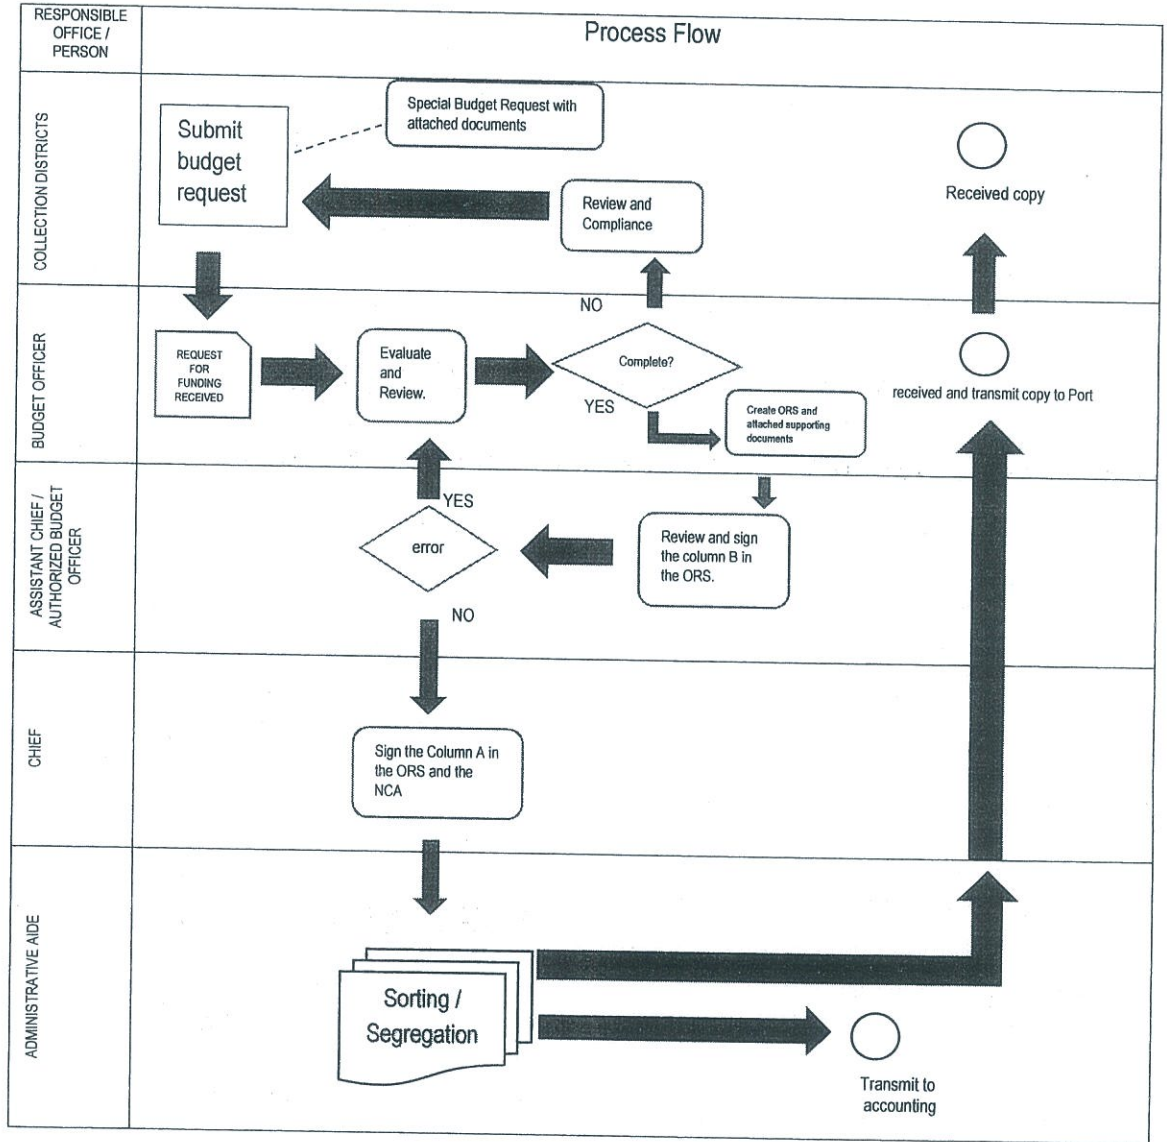 RESPONSIBLE
OFFICE /
PERSON
Process Flow
COLLECTION DISTRICTS
Submit
budget
request
Special Budget Request with
attached documents
Review and
Compliance
Received copy
BUDGET OFFICER
NO
REQUEST
FOR
FUNDING
RECEIVED
Evaluate
and
Review.
Complete?
YES
Create ORS and
attached supporting
documents
received and transmit copy to Port
ASSISTANT CHIEF /
AUTHORIZED BUDGET
OFFICER
YES
error
NO
Review and sign
the column B in
the ORS.
CHIEF
Sign the Column A in
the ORS and the
NCA
ADMINISTRATIVE AIDE
Sorting /
Segregation
Transmit to
accounting